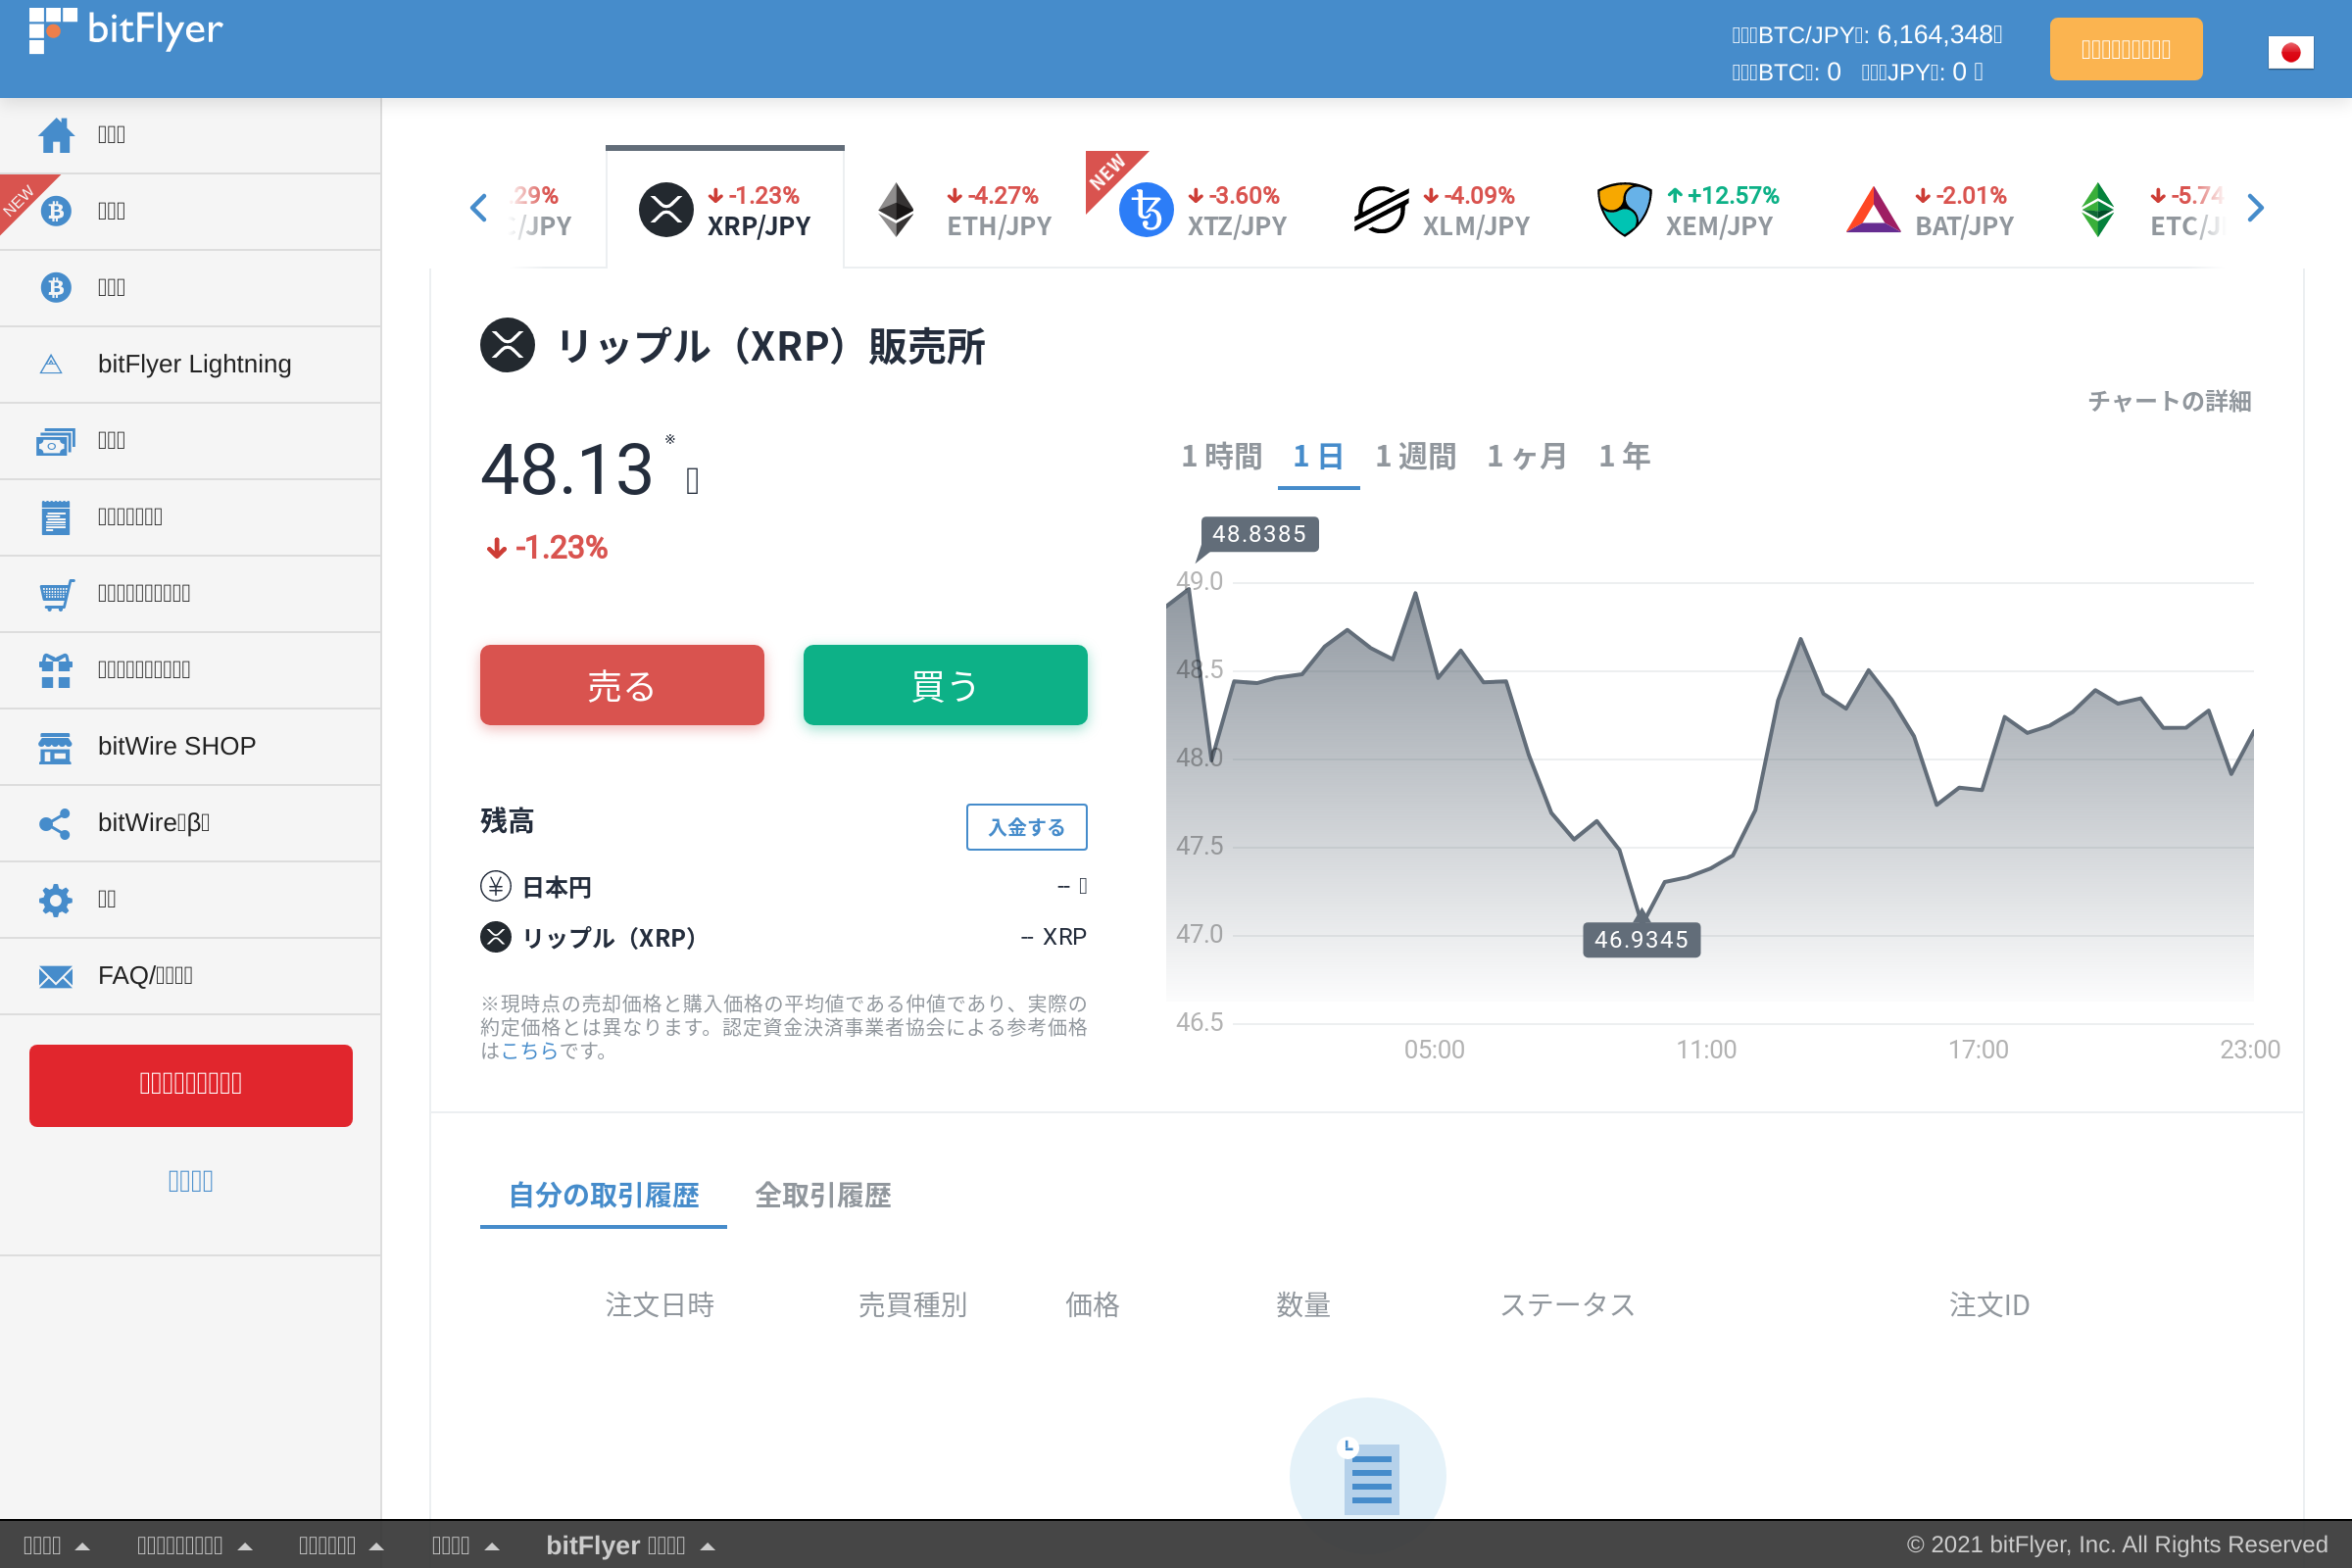 bitFlyer
BTC/JPY: 6,164,348
BTC: 0 JPY: 0
NEW
bitFlyer Lightning
bitWire SHOP
bitWire β
FAQ/
29%
/JPY
-1.23%
XRP/JPY
-4.27%
ETH/JPY
NEW
-3.60%
XTZ/JPY
-4.09%
XLM/JPY
+12.57%
XEM/JPY
-2.01%
BAT/JPY
-5.74
ETC/J
リップル（XRP）販売所
チャートの詳細
48.13 ※
-1.23%
1 時間 1 日 1 週間 1 ヶ月 1 年
売る 買う
残高 入金する
日本円 --
リップル（XRP） -- XRP
※現時点の売却価格と購入価格の平均値である仲値であり、実際の
約定価格とは異なります。認定資金決済事業者協会による参考価格
はこちらです。
48.8385
49.0
48.5
48.0
47.5
47.0
46.9345
46.5
05:00 11:00 17:00 23:00
自分の取引履歴 全取引履歴
注文日時 売買種別 価格 数量 ステータス 注文ID
bitFlyer
© 2021 bitFlyer, Inc. All Rights Reserved